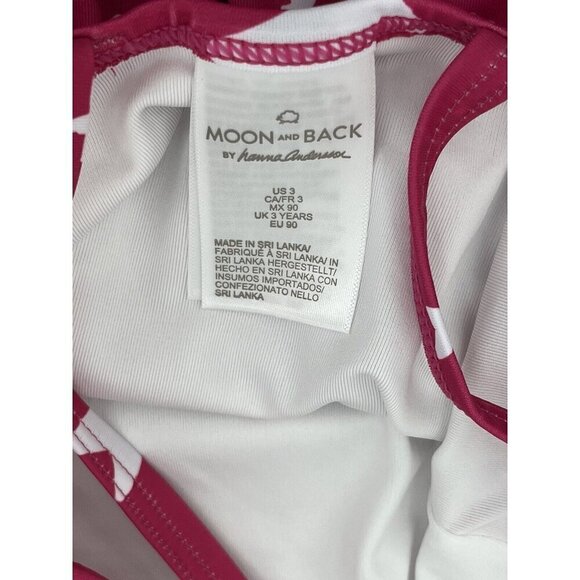 MOON AND BACK
BY hanna andersson
US 3
CA/FR 3
MX 90
UK 3 YEARS
EU 90
MADE IN SRI LANKA/
FABRIQUÉ À SRI LANKA/ IN
SRI LANKA HERGESTELLT/
HECHO EN SRI LANKA CON
INSUMOS IMPORTADOS/
CONFEZIONATO NELLO
SRI LANKA